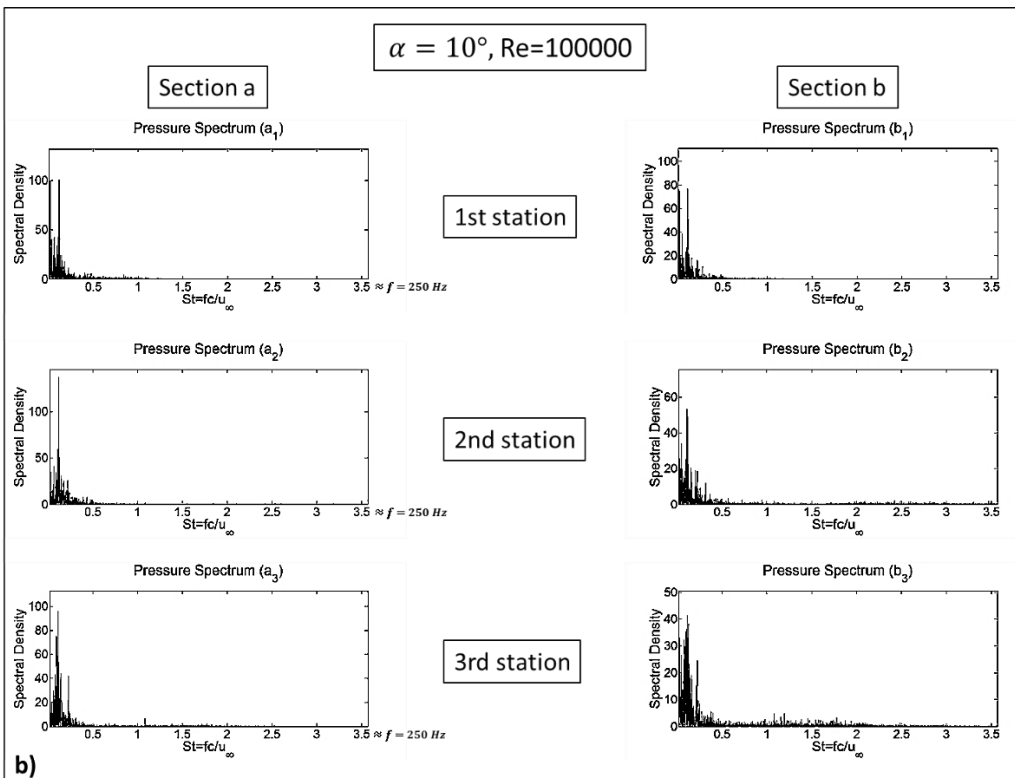 α = 10°, Re=100000
Section a
Section b
Pressure Spectrum (a₁)
Spectral Density
100
50
0
0.5 1 1.5 2 2.5 3 3.5
St=fc/u∞
≈ f = 250 Hz
1st station
Pressure Spectrum (b₁)
Spectral Density
100
80
60
40
20
0
0 0.5 1 1.5 2 2.5 3 3.5
St=fc/u∞
Pressure Spectrum (a₂)
Spectral Density
100
50
0
0.5 1 1.5 2 2.5 3 3.5
St=fc/u∞
≈ f = 250 Hz
2nd station
Pressure Spectrum (b₂)
Spectral Density
60
40
20
0
0 0.5 1 1.5 2 2.5 3 3.5
St=fc/u∞
Pressure Spectrum (a₃)
Spectral Density
100
80
60
40
20
0
0.5 1 1.5 2 2.5 3 3.5
St=fc/u∞
≈ f = 250 Hz
3rd station
Pressure Spectrum (b₃)
Spectral Density
50
40
30
20
10
0
0 0.5 1 1.5 2 2.5 3 3.5
St=fc/u∞
b)